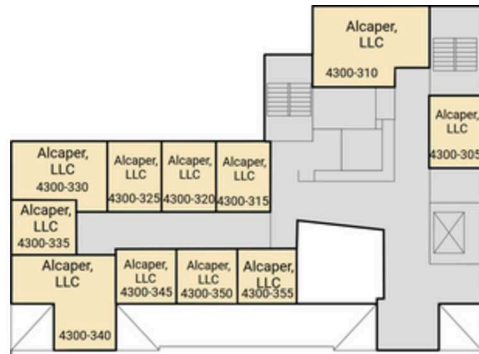 Alcaper,
LLC
4300-310
Alcaper,
LLC
4300-305
Alcaper,
LLC
4300-330
Alcaper,
LLC
4300-325
Alcaper,
LLC
4300-320
Alcaper,
LLC
4300-315
Alcaper,
LLC
4300-335
Alcaper,
LLC
4300-340
Alcaper,
LLC
4300-345
Alcaper,
LLC
4300-350
Alcaper,
LLC
4300-355